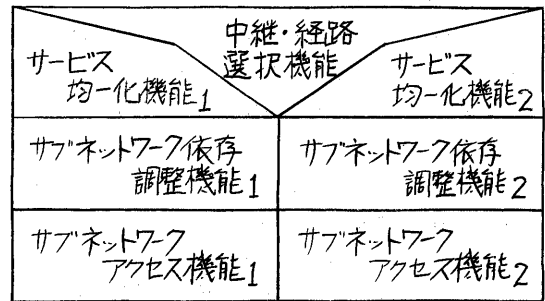 中継・経路
選択機能
サービス
均一化機能1
サービス
均一化機能2
サブネットワーク依存
調整機能1
サブネットワーク依存
調整機能2
サブネットワーク
アクセス機能1
サブネットワーク
アクセス機能2